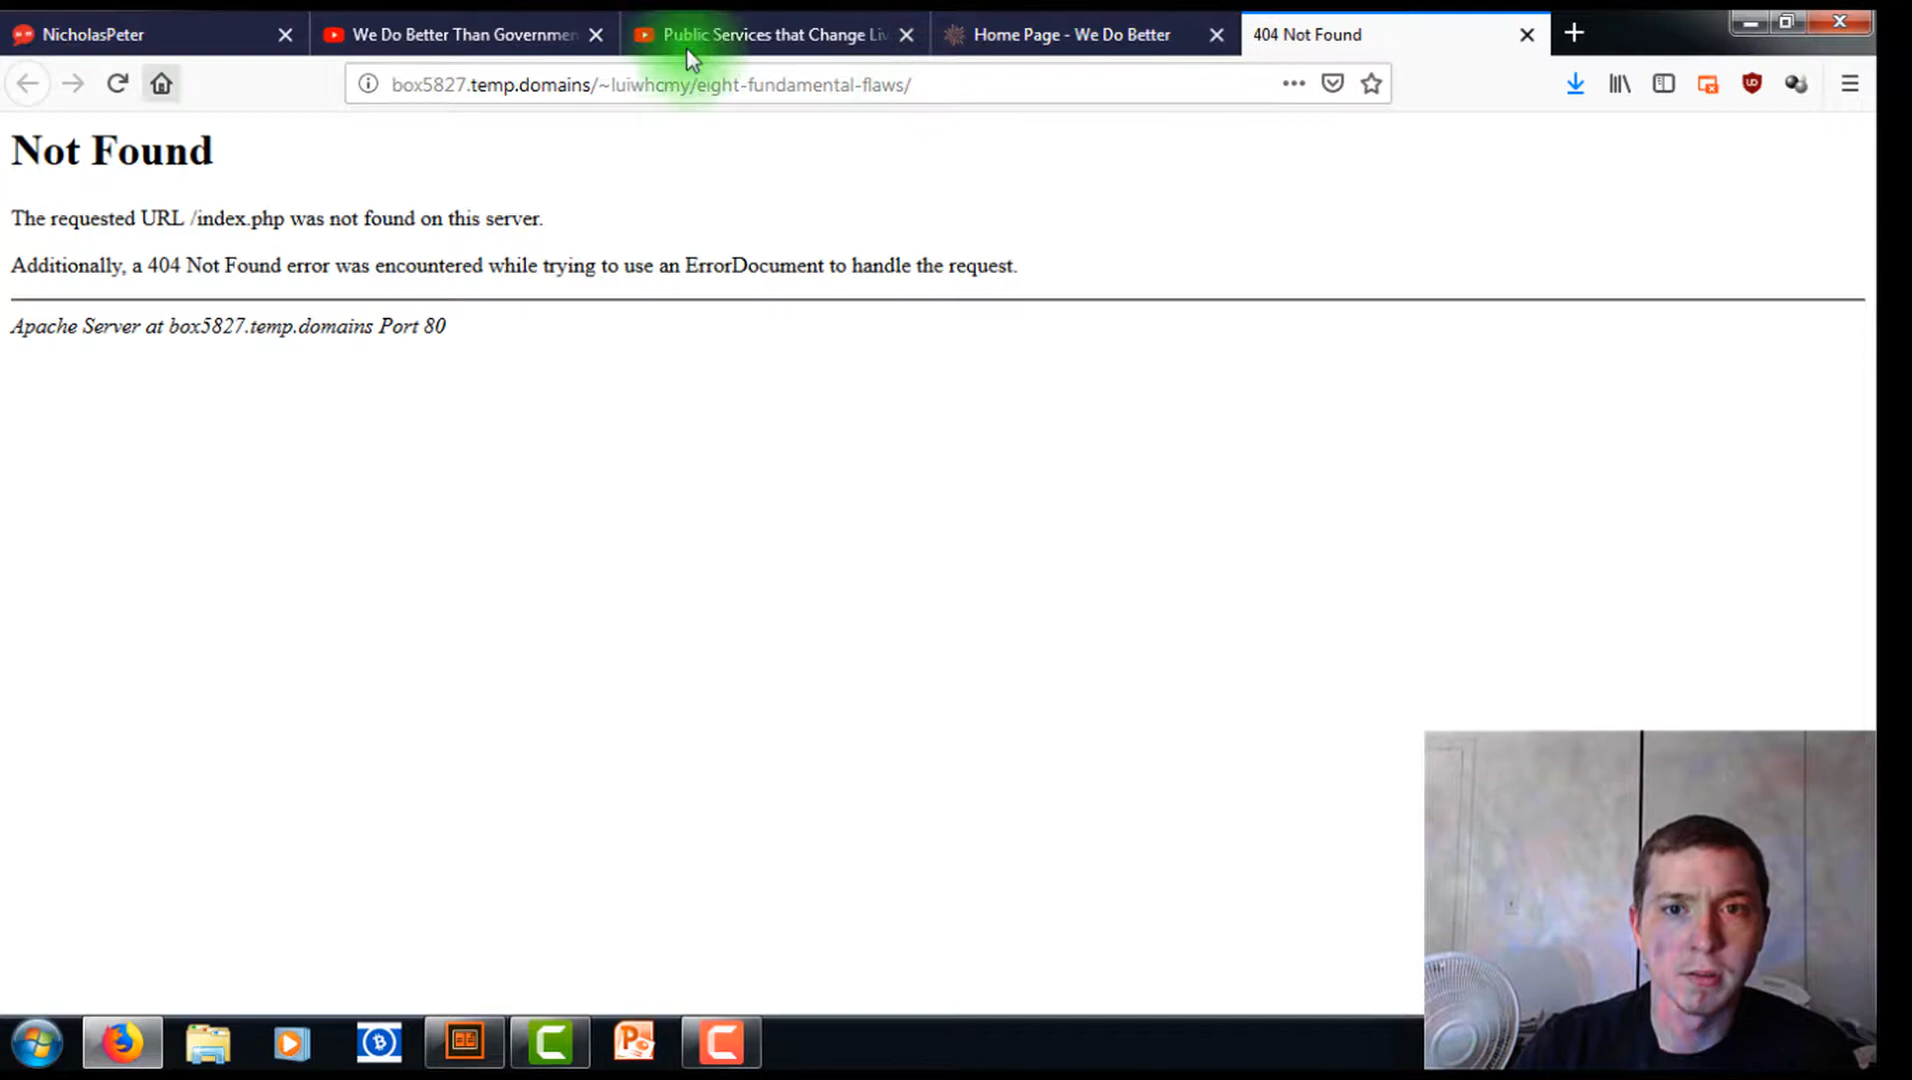 NicholasPeter
We Do Better Than Governmen
Public Services that Change Liv
Home Page - We Do Better
404 Not Found
box5827.temp.domains/~luiwhcmy/eight-fundamental-flaws/
Not Found
The requested URL /index.php was not found on this server.
Additionally, a 404 Not Found error was encountered while trying to use an ErrorDocument to handle the request.
Apache Server at box5827.temp.domains Port 80